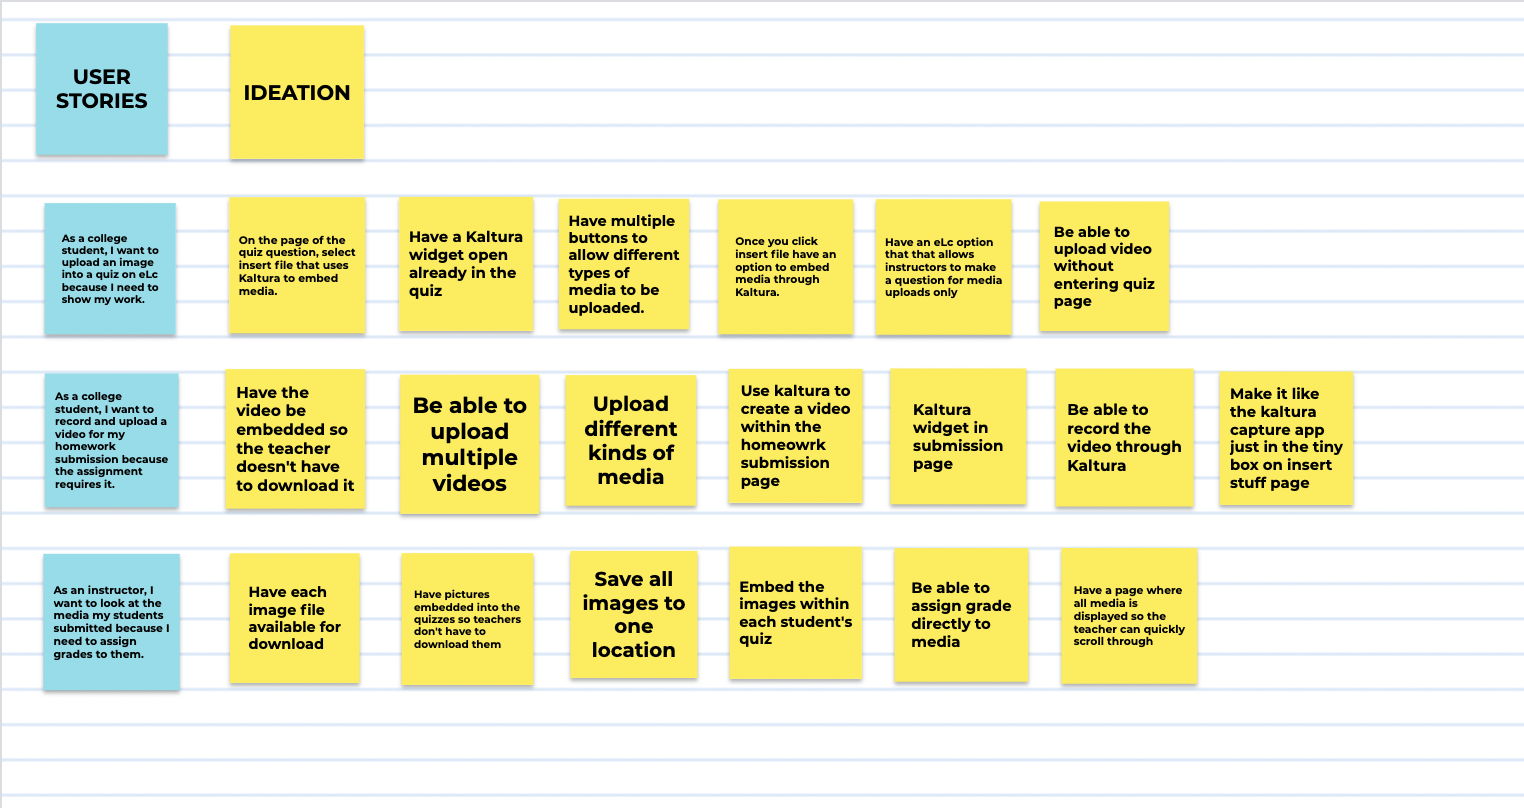 USER
STORIES
IDEATION
As a college
student, I want to
upload an image
into a quiz on eLc
because I need to
show my work.
On the page of the
quiz question, select
insert file that uses
Kaltura to embed
media.
Have a Kaltura
widget open
already in the
quiz
Have multiple
buttons to
allow different
types of
media to be
uploaded.
Once you click
insert file have an
option to embed
media through
Kaltura.
Have an eLc option
that that allows
instructors to make
a question for media
uploads only
Be able to
upload video
without
entering quiz
page
As a college
student, I want to
record and upload a
video for my
homework
submission because
the assignment
requires it.
Have the
video be
embedded so
the teacher
doesn't have
to download it
Be able to
upload
multiple
videos
Upload
different
kinds of
media
Use kaltura to
create a video
within the
homeowrk
submission
page
Kaltura
widget in
submission
page
Be able to
record the
video through
Kaltura
Make it like
the kaltura
capture app
just in the tiny
box on insert
stuff page
As an instructor, I
want to look at the
media my students
submitted because I
need to assign
grades to them.
Have each
image file
available for
download
Have pictures
embedded into the
quizzes so teachers
don't have to
download them
Save all
images to
one
location
Embed the
images within
each student's
quiz
Be able to
assign grade
directly to
media
Have a page where
all media is
displayed so the
teacher can quickly
scroll through